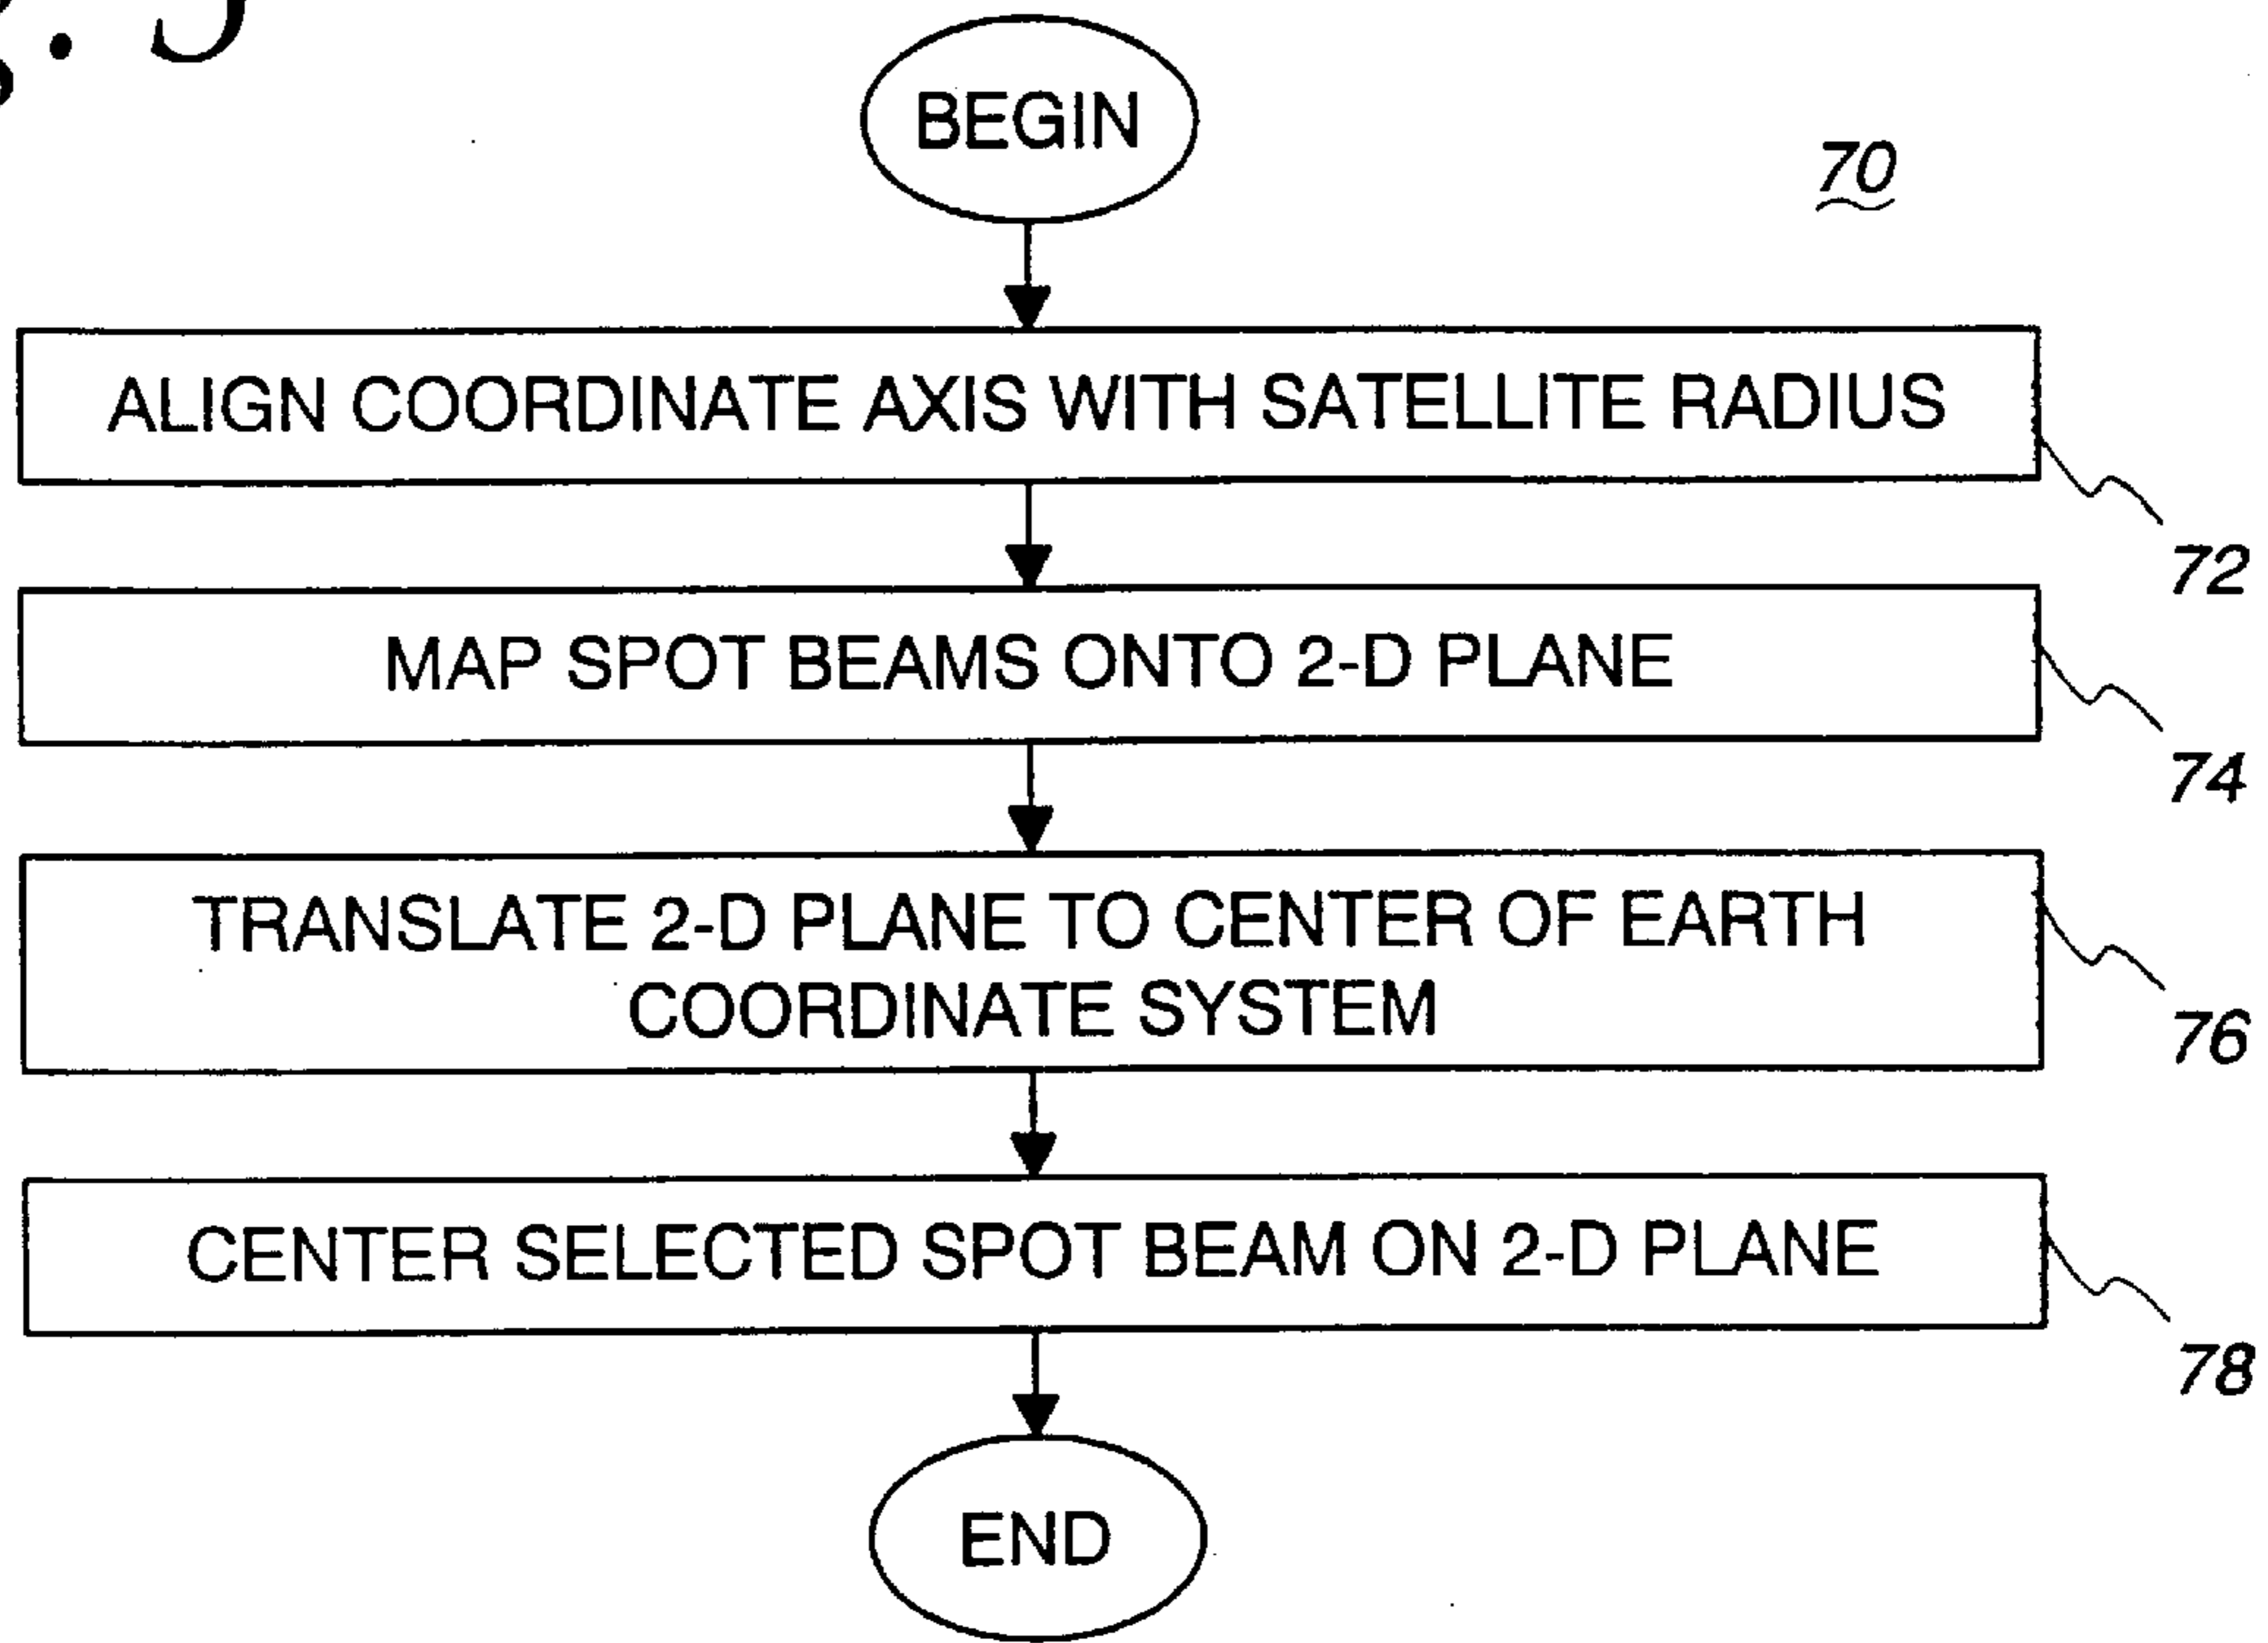 BEGIN
70
ALIGN COORDINATE AXIS WITH SATELLITE RADIUS
72
MAP SPOT BEAMS ONTO 2-D PLANE
74
TRANSLATE 2-D PLANE TO CENTER OF EARTH
COORDINATE SYSTEM
76
CENTER SELECTED SPOT BEAM ON 2-D PLANE
78
END